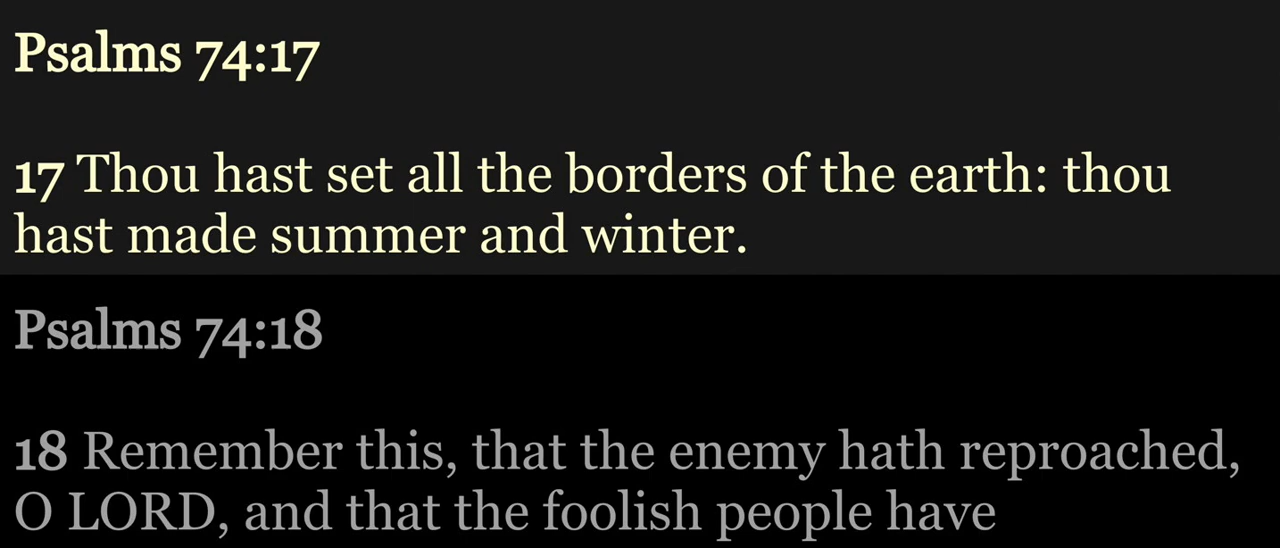 Psalms 74:17
17 Thou hast set all the borders of the earth: thou
hast made summer and winter.
Psalms 74:18
18 Remember this, that the enemy hath reproached,
O LORD, and that the foolish people have